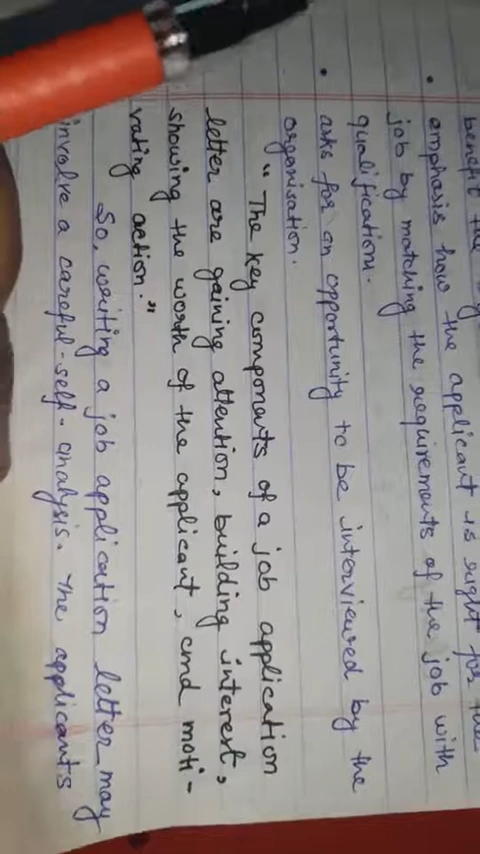 benefit the
• emphasis how the applicant is right for the
job by matching the requirements of the job with
qualification.
• asks for an opportunity to be interviewed by the
organisation.
"The key components of a job application
letter are gaining attention, building interest,
showing the worth of the applicant, and moti-
vating action."
So, writing a job application letter may
involve a careful-self-analysis. The applicants